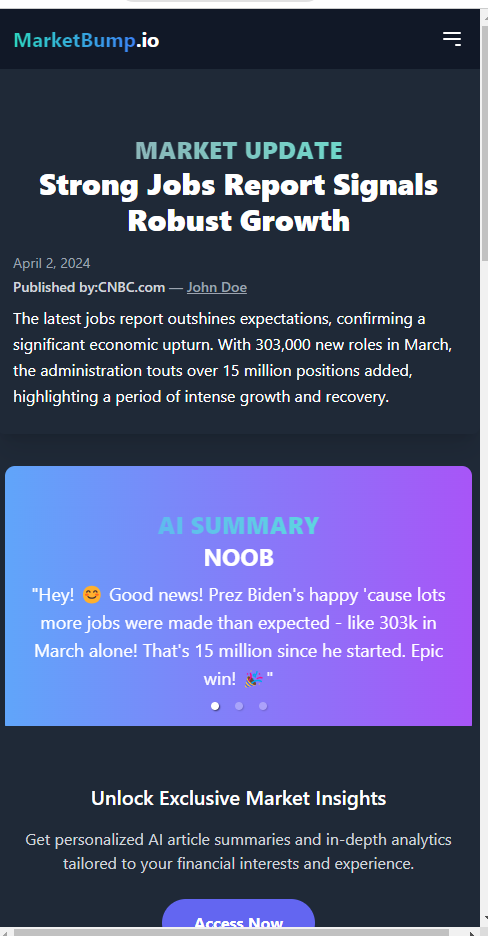 MarketBump.io
MARKET UPDATE
Strong Jobs Report Signals
Robust Growth
April 2, 2024
Published by:CNBC.com — John Doe
The latest jobs report outshines expectations, confirming a
significant economic upturn. With 303,000 new roles in March,
the administration touts over 15 million positions added,
highlighting a period of intense growth and recovery.
AI SUMMARY
NOOB
"Hey! 😊 Good news! Prez Biden's happy 'cause lots
more jobs were made than expected - like 303k in
March alone! That's 15 million since he started. Epic
win! 🎉"
Unlock Exclusive Market Insights
Get personalized AI article summaries and in-depth analytics
tailored to your financial interests and experience.
Access Now